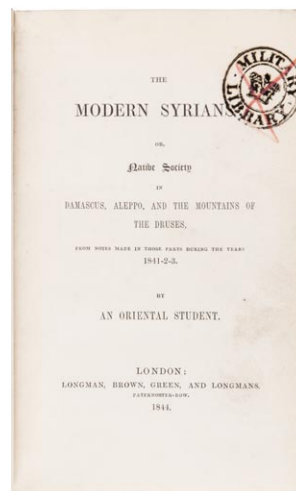 THE
MODERN SYRIANS
OR,
Native Society
IN
DAMASCUS, ALEPPO, AND THE MOUNTAINS OF
THE DRUSES,
FROM NOTES MADE IN THOSE PARTS DURING THE YEARS
1841-2-3.
BY
AN ORIENTAL STUDENT.
LONDON:
LONGMAN, BROWN, GREEN, AND LONGMANS,
PATERNOSTER-ROW.
1844.
MILITARY
LIBRARY